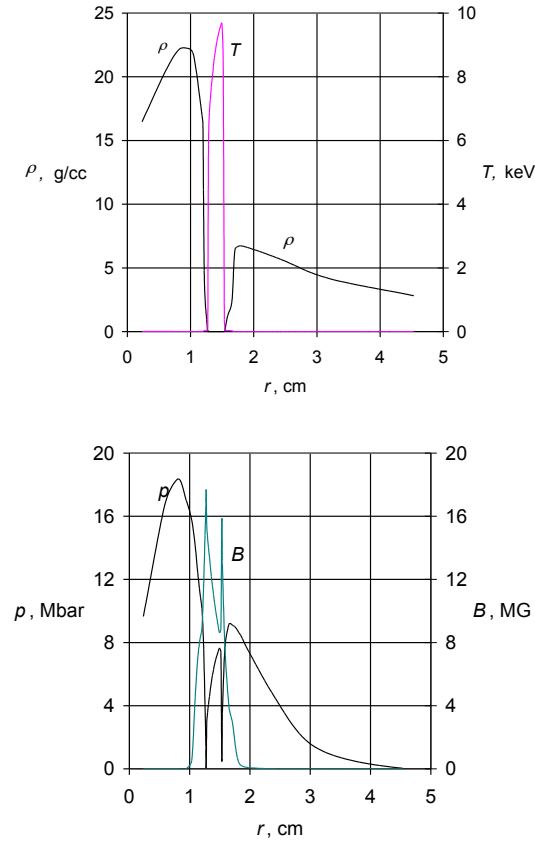 25 10
ρ T
20 8
15 6
ρ, g/cc T, keV
10 4
ρ
5 2
0 0
0 1 2 3 4 5
r, cm
20 20
p
16 16
B
12 12
p, Mbar B, MG
8 8
4 4
0 0
0 1 2 3 4 5
r, cm